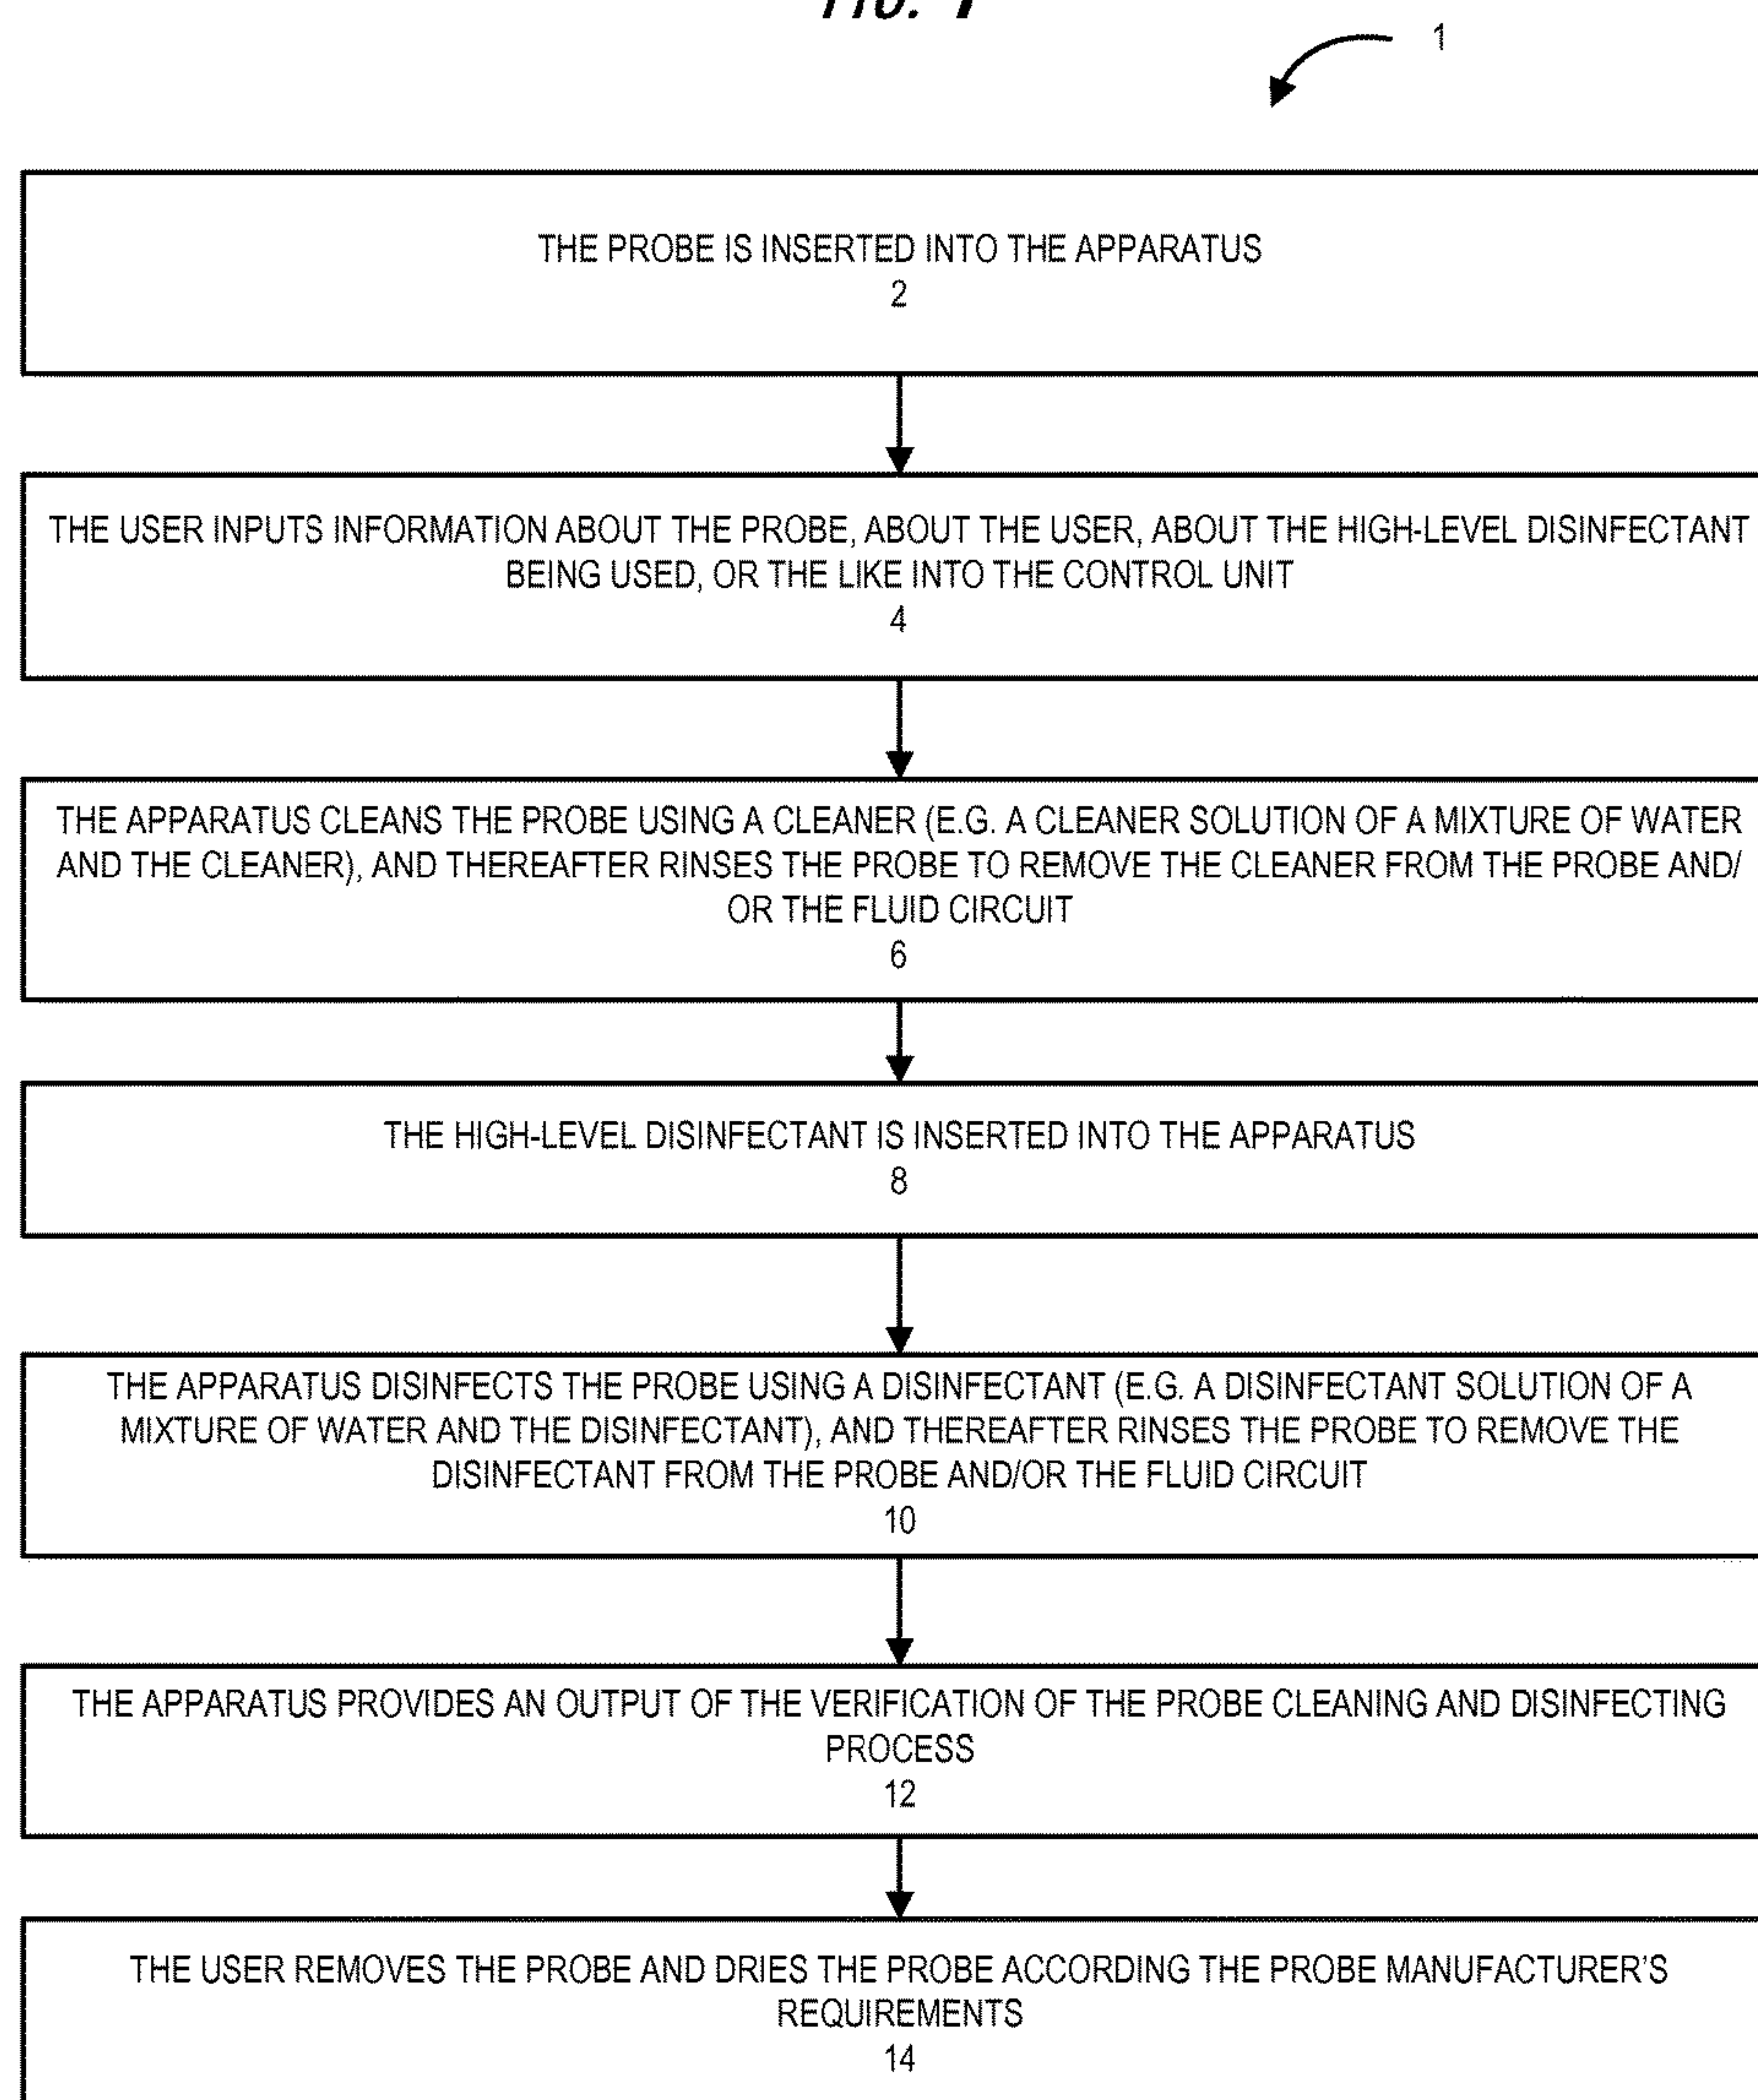 FIG. 1
1
THE PROBE IS INSERTED INTO THE APPARATUS
2
THE USER INPUTS INFORMATION ABOUT THE PROBE, ABOUT THE USER, ABOUT THE HIGH-LEVEL DISINFECTANT
BEING USED, OR THE LIKE INTO THE CONTROL UNIT
4
THE APPARATUS CLEANS THE PROBE USING A CLEANER (E.G. A CLEANER SOLUTION OF A MIXTURE OF WATER
AND THE CLEANER), AND THEREAFTER RINSES THE PROBE TO REMOVE THE CLEANER FROM THE PROBE AND/
OR THE FLUID CIRCUIT
6
THE HIGH-LEVEL DISINFECTANT IS INSERTED INTO THE APPARATUS
8
THE APPARATUS DISINFECTS THE PROBE USING A DISINFECTANT (E.G. A DISINFECTANT SOLUTION OF A
MIXTURE OF WATER AND THE DISINFECTANT), AND THEREAFTER RINSES THE PROBE TO REMOVE THE
DISINFECTANT FROM THE PROBE AND/OR THE FLUID CIRCUIT
10
THE APPARATUS PROVIDES AN OUTPUT OF THE VERIFICATION OF THE PROBE CLEANING AND DISINFECTING
PROCESS
12
THE USER REMOVES THE PROBE AND DRIES THE PROBE ACCORDING THE PROBE MANUFACTURER'S
REQUIREMENTS
14